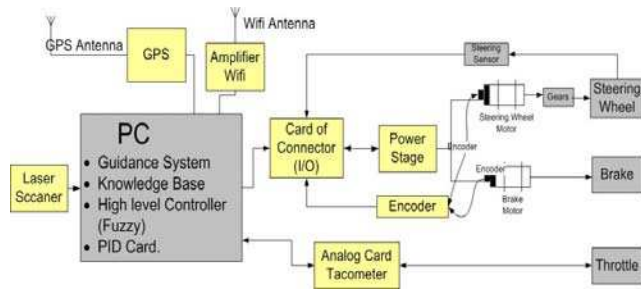 Wifi Antenna
GPS Antenna
GPS
Amplifier
Wifi
Steering
Sensor
Steering
Wheel
Gears
Steering Wheel
Motor
PC
• Guidance System
• Knowledge Base
• High level Controller
(Fuzzy)
• PID Card.
Laser
Sccaner
Card of
Connector
(I/O)
Power
Stage
Encoder
Encoder
Brake
Brake
Motor
Encoder
Analog Card
Tacometer
Throttle